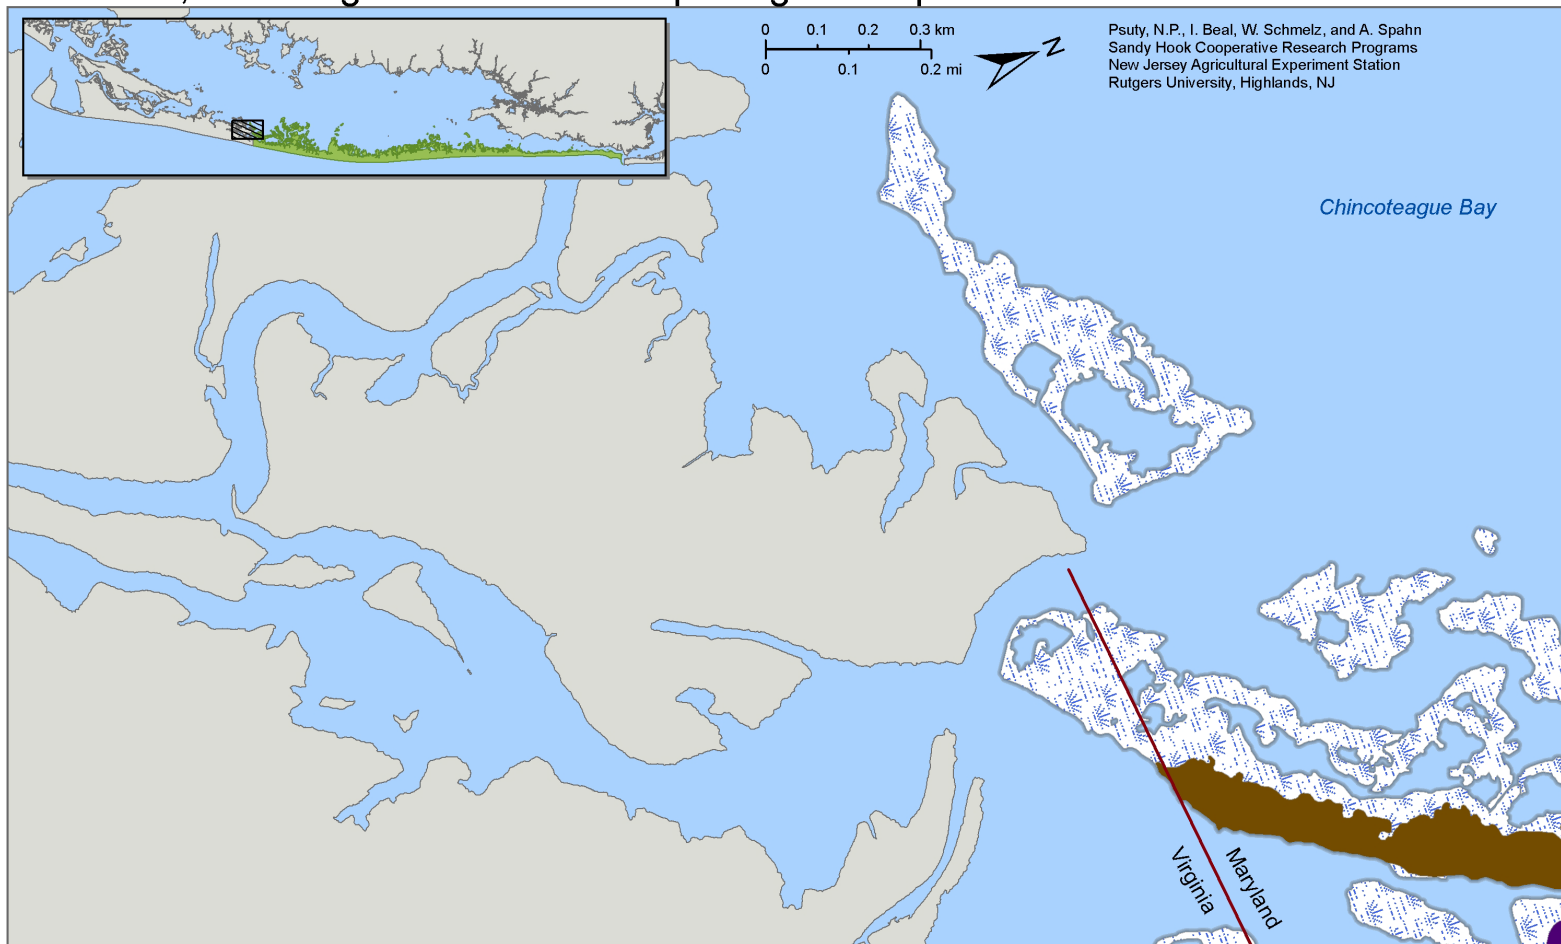 0 0.1 0.2 0.3 km
0 0.1 0.2 mi
N
Psuty, N.P., I. Beal, W. Schmelz, and A. Spahn
Sandy Hook Cooperative Research Programs
New Jersey Agricultural Experiment Station
Rutgers University, Highlands, NJ
Chincoteague Bay
Virginia
Maryland